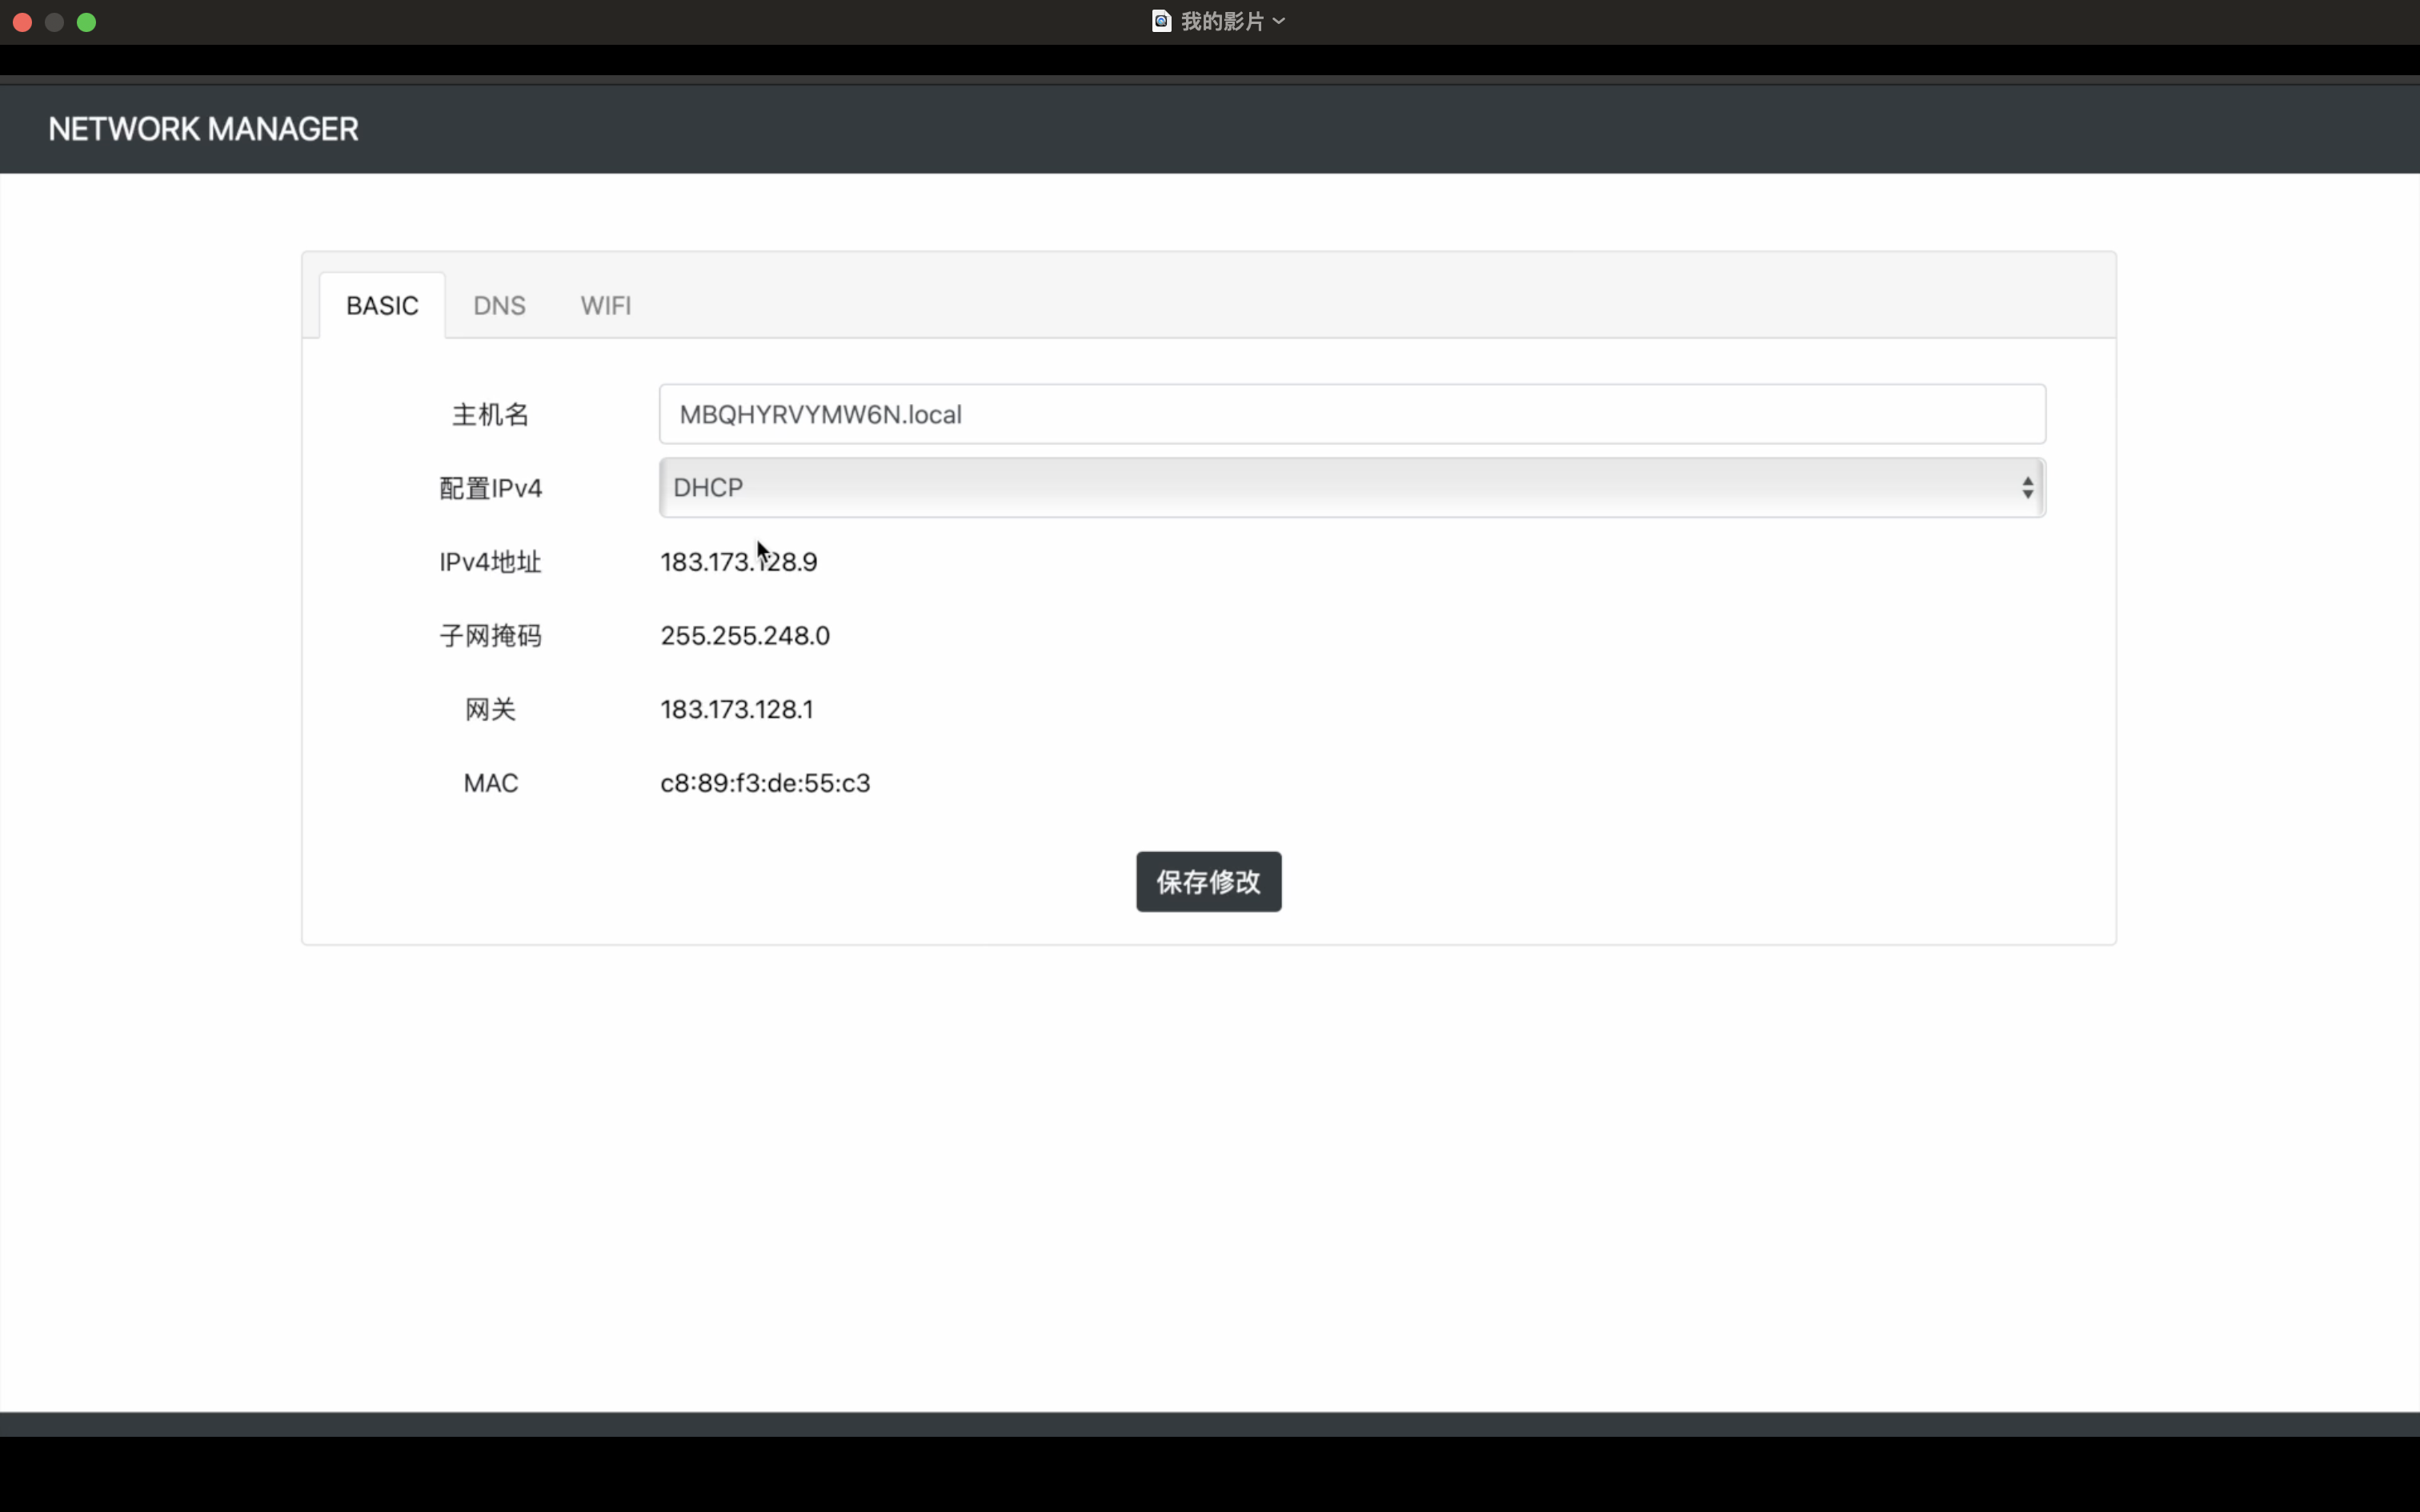 我的影片
NETWORK MANAGER
BASIC DNS WIFI
主机名 MBQHYRVYMW6N.local
配置IPv4 DHCP
IPv4地址 183.173.128.9
子网掩码 255.255.248.0
网关 183.173.128.1
MAC c8:89:f3:de:55:c3
保存修改